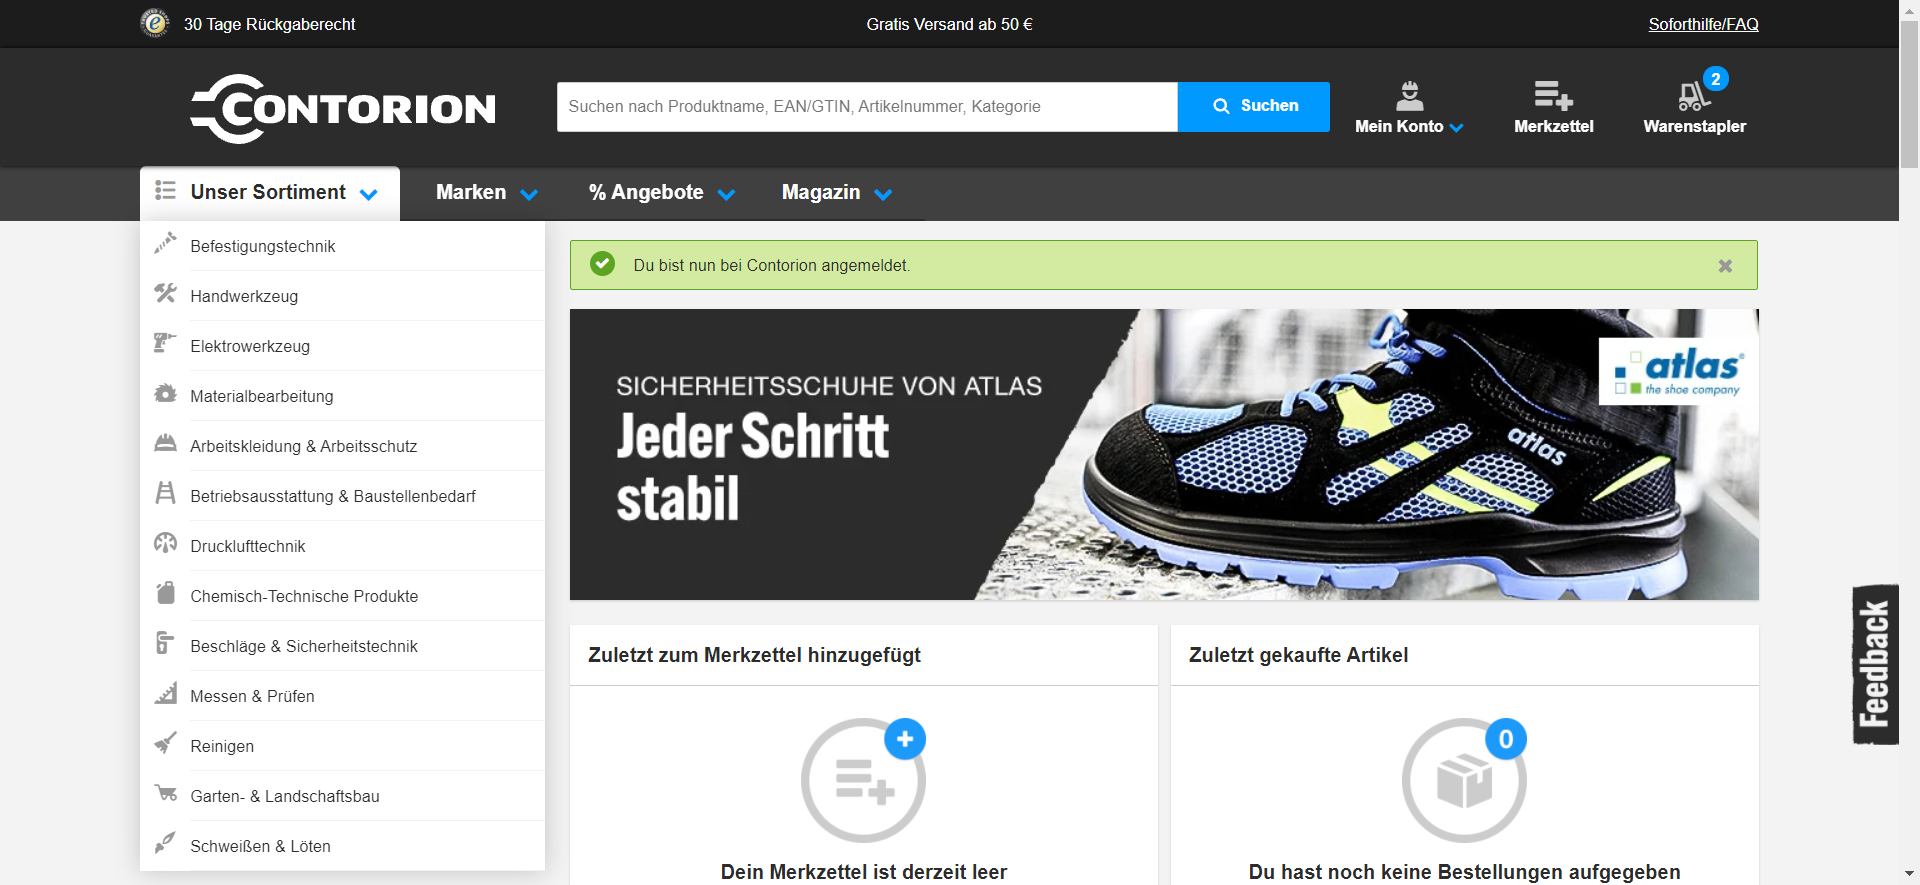 30 Tage Rückgaberecht
Gratis Versand ab 50 €
Soforthilfe/FAQ
CONTORION
Suchen nach Produktname, EAN/GTIN, Artikelnummer, Kategorie
Suchen
Mein Konto
Merkzettel
2
Warenstapler
Unser Sortiment
Marken
% Angebote
Magazin
Befestigungstechnik
Handwerkzeug
Elektrowerkzeug
Materialbearbeitung
Arbeitskleidung & Arbeitsschutz
Betriebsausstattung & Baustellenbedarf
Drucklufttechnik
Chemisch-Technische Produkte
Beschläge & Sicherheitstechnik
Messen & Prüfen
Reinigen
Garten- & Landschaftsbau
Schweißen & Löten
Du bist nun bei Contorion angemeldet.
SICHERHEITSSCHUHE VON ATLAS
Jeder Schritt
stabil
atlas
atlas®
the shoe company
Zuletzt zum Merkzettel hinzugefügt
Dein Merkzettel ist derzeit leer
Zuletzt gekaufte Artikel
0
Du hast noch keine Bestellungen aufgegeben
Feedback